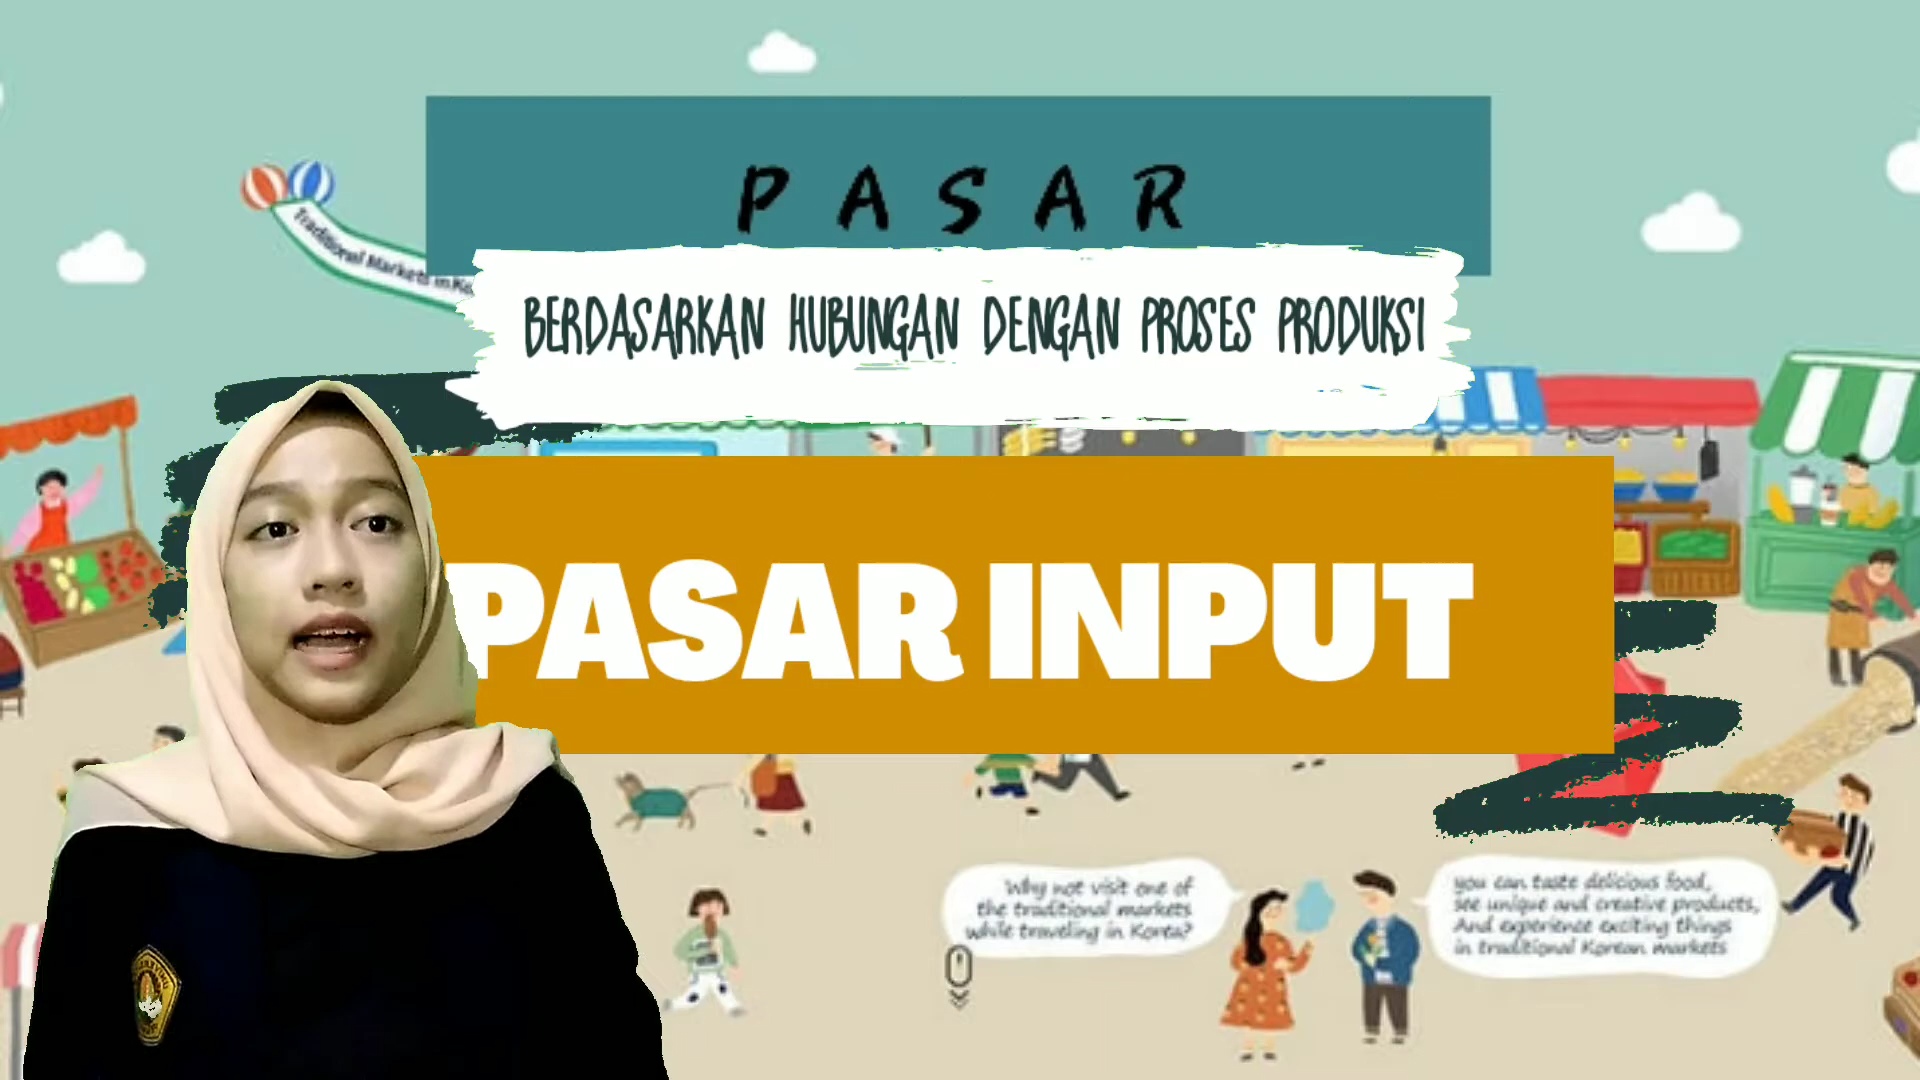 PASAR
Traditional Markets in Ko
BERDASARKAN HUBUNGAN DENGAN PROSES PRODUKSI
PASAR INPUT
Why not visit one of
the traditional markets
while traveling in Korea?
you can taste delicious food,
see unique and creative products,
And experience exciting things
in traditional Korean markets